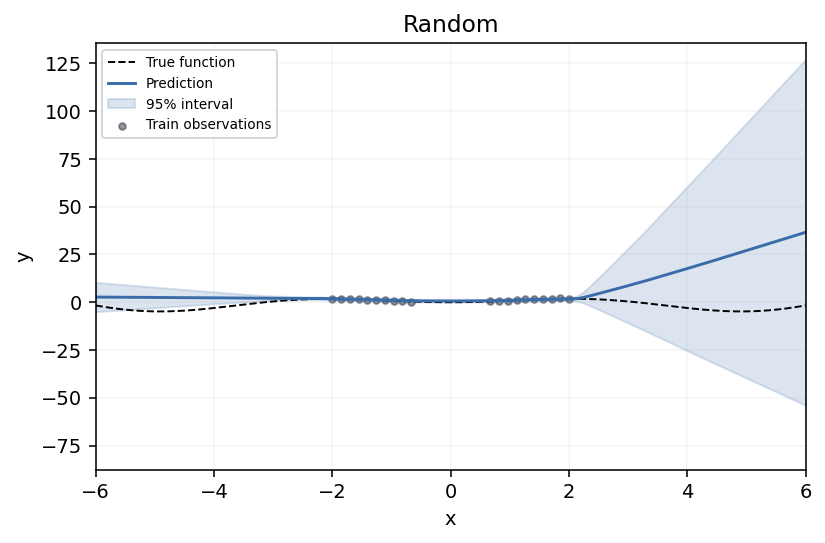 Random
True function
Prediction
95% interval
Train observations
125
100
75
50
25
0
−25
−50
−75
y
−6 −4 −2 0 2 4 6
x